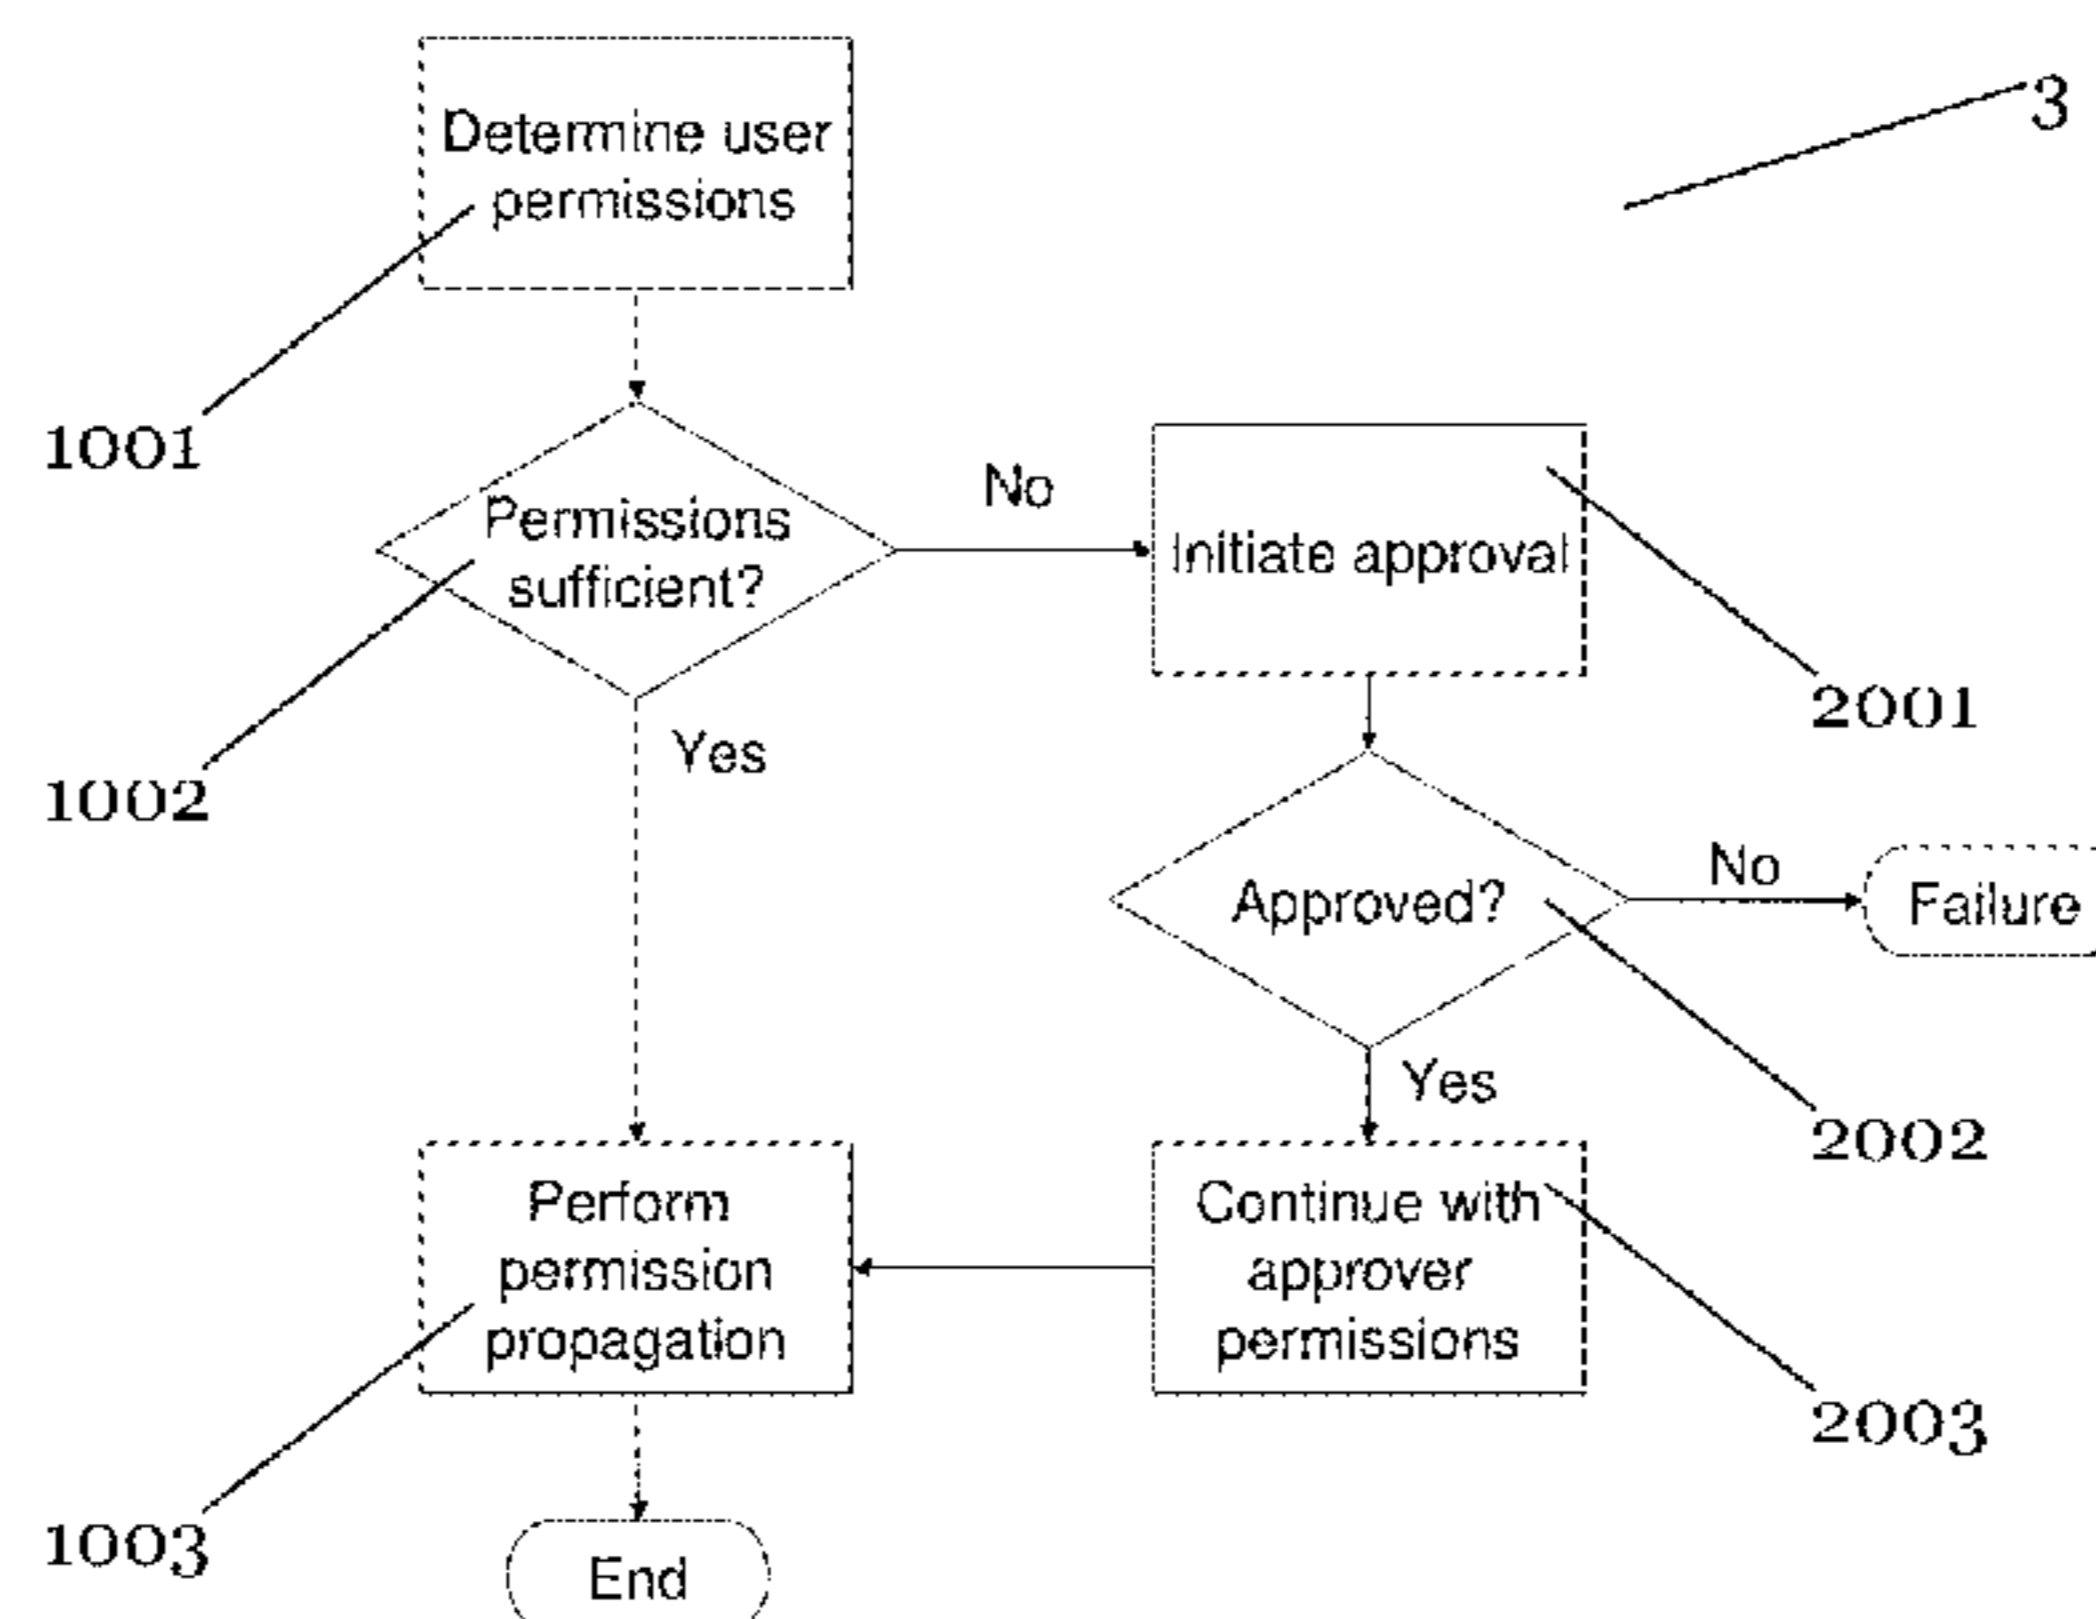 Determine user
permissions
3
1001
Permissions
sufficient?
No
Initiate approval
2001
Yes
1002
Approved?
No
Failure
Yes
2002
Perform
permission
propagation
Continue with
approver
permissions
2003
1003
End